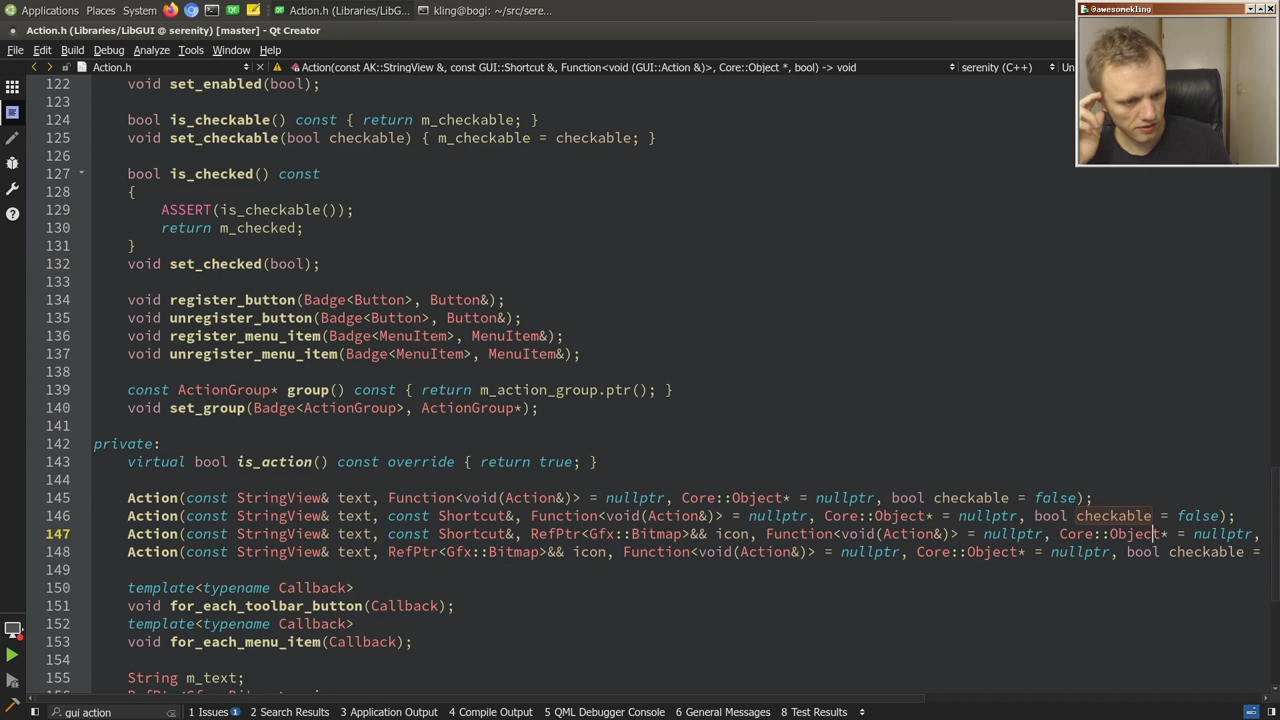 Applications Places System Action.h (Libraries/LibG... kling@bogi: ~/src/sere...
@awesomekling
Action.h (Libraries/LibGUI @ serenity) [master] - Qt Creator
File Edit Build Debug Analyze Tools Window Help
Action.h Action(const AK::StringView &, const GUI::Shortcut &, Function<void (GUI::Action &)>, Core::Object *, bool) -> void serenity (C++) Un
122 void set_enabled(bool);
123
124 bool is_checkable() const { return m_checkable; }
125 void set_checkable(bool checkable) { m_checkable = checkable; }
126
127 bool is_checked() const
128 {
129 ASSERT(is_checkable());
130 return m_checked;
131 }
132 void set_checked(bool);
133
134 void register_button(Badge<Button>, Button&);
135 void unregister_button(Badge<Button>, Button&);
136 void register_menu_item(Badge<MenuItem>, MenuItem&);
137 void unregister_menu_item(Badge<MenuItem>, MenuItem&);
138
139 const ActionGroup* group() const { return m_action_group.ptr(); }
140 void set_group(Badge<ActionGroup>, ActionGroup*);
141
142 private:
143 virtual bool is_action() const override { return true; }
144
145 Action(const StringView& text, Function<void(Action&)> = nullptr, Core::Object* = nullptr, bool checkable = false);
146 Action(const StringView& text, const Shortcut&, Function<void(Action&)> = nullptr, Core::Object* = nullptr, bool checkable = false);
147 Action(const StringView& text, const Shortcut&, RefPtr<Gfx::Bitmap>&& icon, Function<void(Action&)> = nullptr, Core::Object* = nullptr,
148 Action(const StringView& text, RefPtr<Gfx::Bitmap>&& icon, Function<void(Action&)> = nullptr, Core::Object* = nullptr, bool checkable =
149
150 template<typename Callback>
151 void for_each_toolbar_button(Callback);
152 template<typename Callback>
153 void for_each_menu_item(Callback);
154
155 String m_text;
gui action 1 Issues 1 2 Search Results 3 Application Output 4 Compile Output 5 QML Debugger Console 6 General Messages 8 Test Results